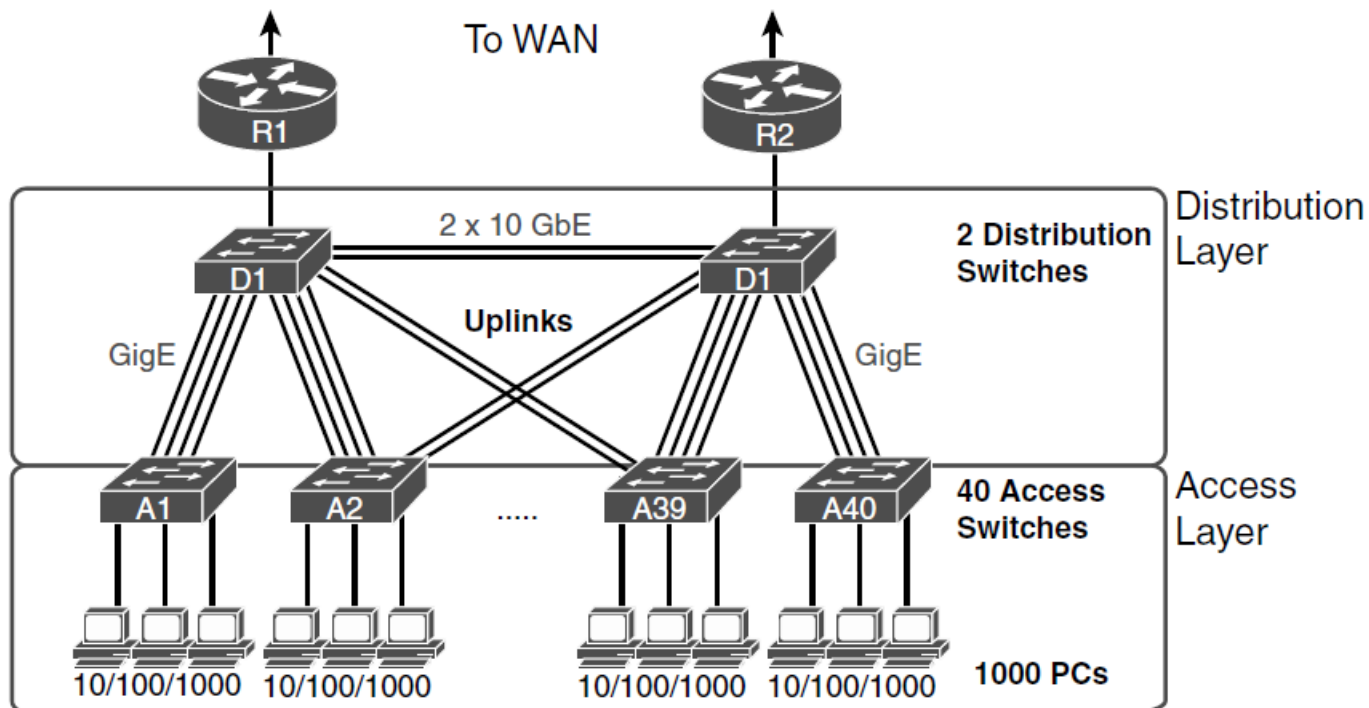 To WAN
R1
R2
Distribution
Layer
2 x 10 GbE
2 Distribution
Switches
D1
D1
Uplinks
GigE
GigE
A1
A2
.....
A39
A40
40 Access
Switches
Access
Layer
10/100/1000
10/100/1000
10/100/1000
10/100/1000
1000 PCs